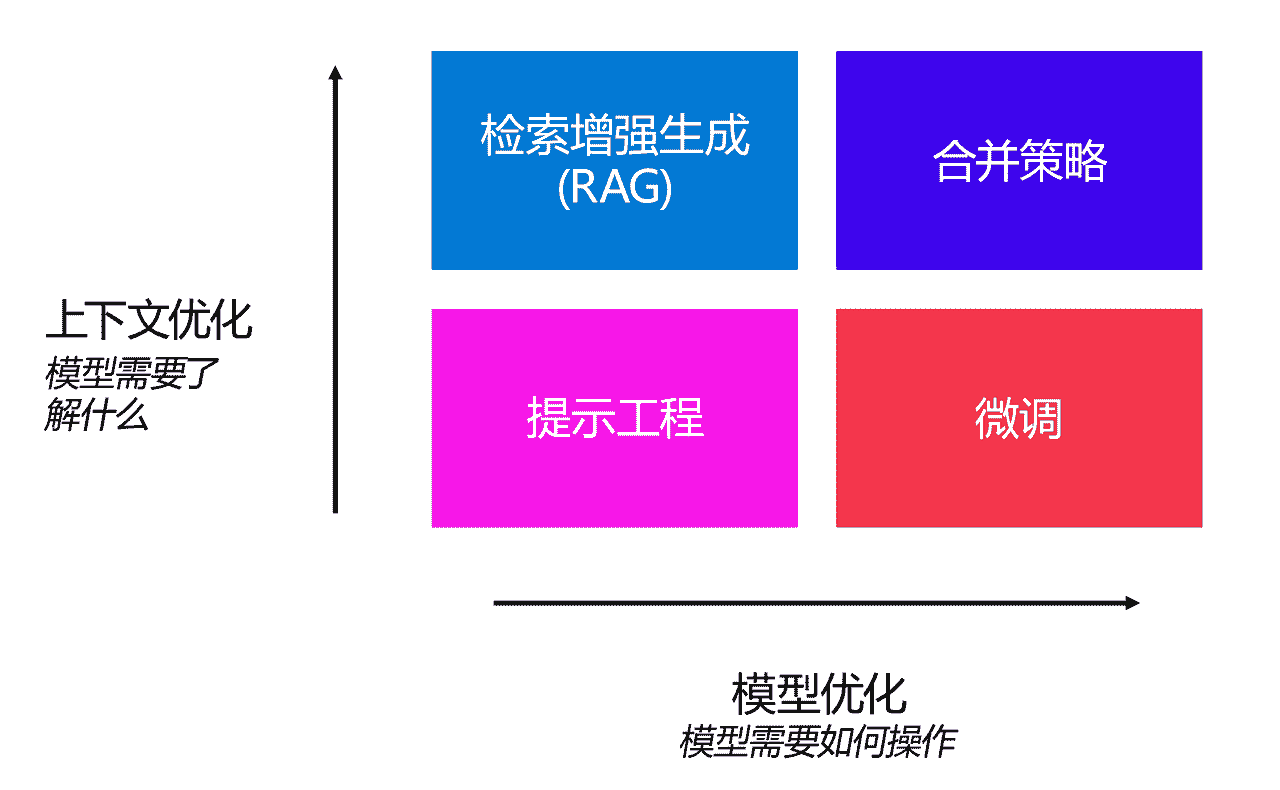 检索增强生成
(RAG)
合并策略
上下文优化
模型需要了
解什么
提示工程
微调
模型优化
模型需要如何操作